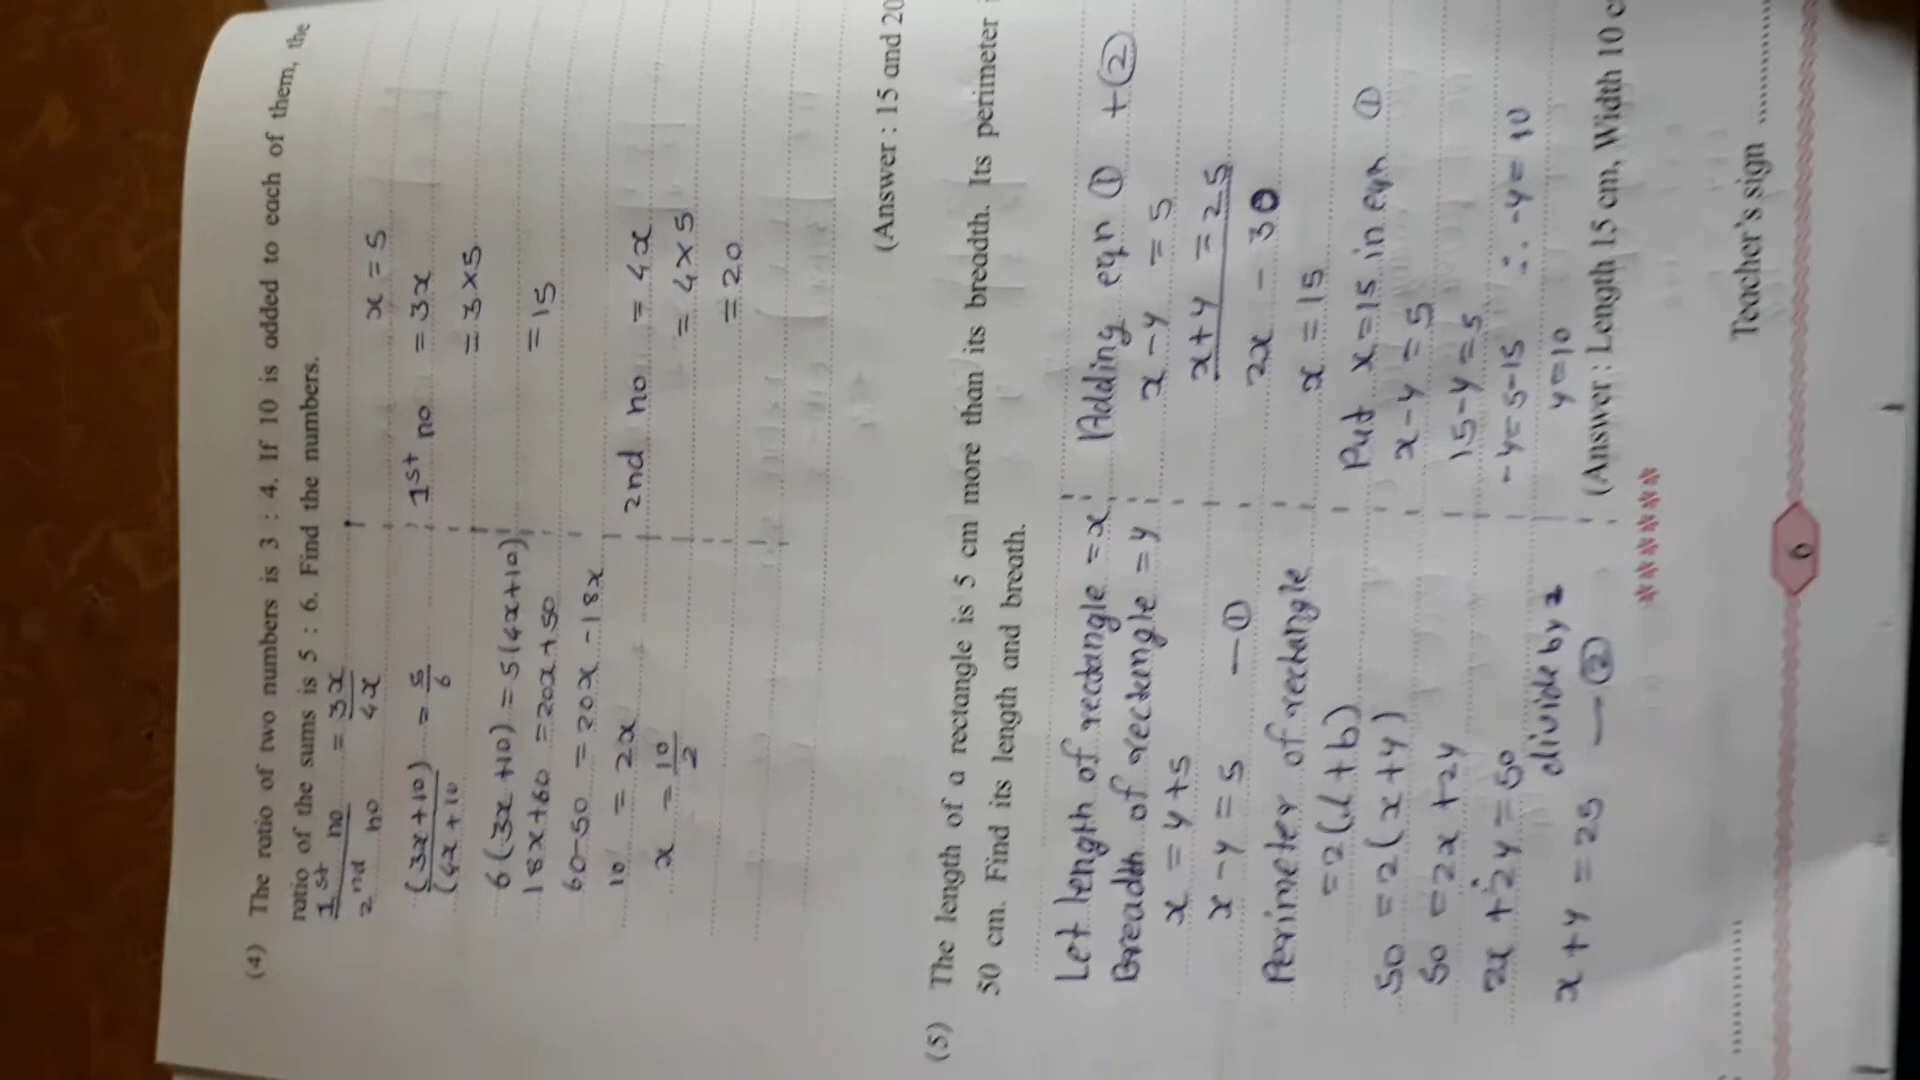 (4) The ratio of two numbers is 3 : 4. If 10 is added to each of them, the
ratio of the sums is 5 : 6. Find the numbers.
1st no = 3x
2nd no 4x
(3x+10) = 5
(4x+10 6
6(3x+10) = 5(4x+10)
18x+60 = 20x+50
60-50 = 20x-18x
10 = 2x
x = 10
2
x = 5
1st no = 3x
= 3x5
= 15
2nd no = 4x
= 4x5
= 20
(Answer : 15 and 20
(5) The length of a rectangle is 5 cm more than its breadth. Its perimeter
50 cm. Find its length and breath.
Let length of rectangle = x
Breadth of rectangle = y
x = y+5
x-y = 5 — ①
Perimeter of rectangle
= 2(l+b)
50 = 2(x+y)
50 = 2x+2y
2x+2y = 50
divide by 2
x+y = 25 — ②
Adding eqn ① + ②
x-y = 5
x+y = 25
2x - 30
x = 15
Put x=15 in eqn ①
x-y = 5
15-y = 5
-y = 5-15 ∴ -y = 10
y=10
(Answer : Length 15 cm, Width 10 c
*******
Teacher's sign ............
6